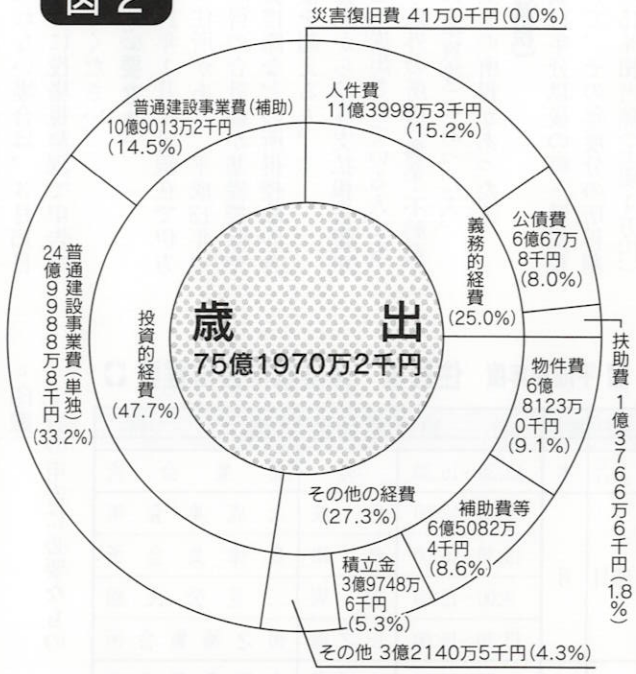 図2
災害復旧費 41万0千円(0.0%)
人件費
11億3998万3千円
(15.2%)
公債費
6億67万
8千円
(8.0%)
義務的経費
(25.0%)
扶助費 1億3766万6千円(1.8%)
物件費
6億
8123万
0千円
(9.1%)
補助費等
6億5082万
4千円
(8.6%)
その他の経費
(27.3%)
積立金
3億9748万
6千円
(5.3%)
その他 3億2140万5千円(4.3%)
投資的経費
(47.7%)
普通建設事業費(単独)
24億9988万8千円
(33.2%)
普通建設事業費(補助)
10億9013万2千円
(14.5%)
歳出
75億1970万2千円